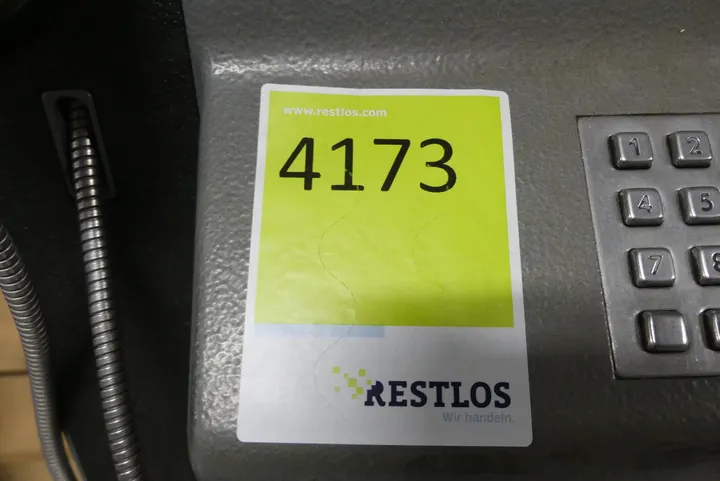 www.restlos.com
4173
RESTLOS
Wir handeln.
1 2
4 5
7 8